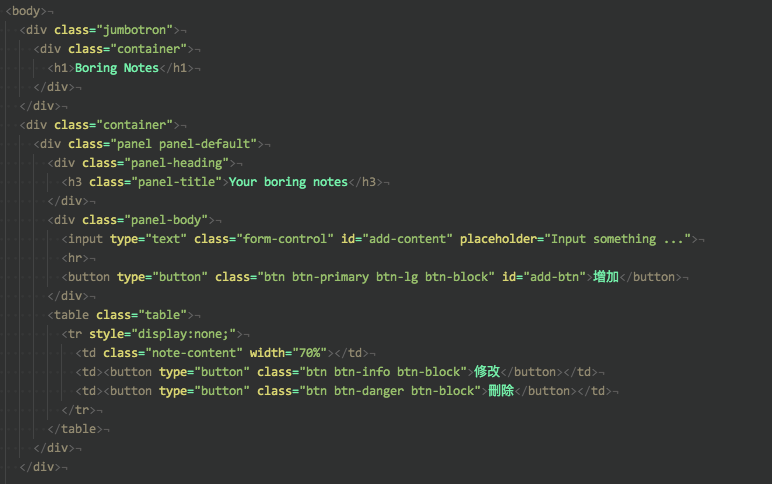 <body>
<div class="jumbotron">
<div class="container">
<h1>Boring Notes</h1>
</div>
</div>
<div class="container">
<div class="panel panel-default">
<div class="panel-heading">
<h3 class="panel-title">Your boring notes</h3>
</div>
<div class="panel-body">
<input type="text" class="form-control" id="add-content" placeholder="Input something ...">
<hr>
<button type="button" class="btn btn-primary btn-lg btn-block" id="add-btn">增加</button>
</div>
<table class="table">
<tr style="display:none;">
<td class="note-content" width="70%"></td>
<td><button type="button" class="btn btn-info btn-block">修改</button></td>
<td><button type="button" class="btn btn-danger btn-block">刪除</button></td>
</tr>
</table>
</div>
</div>